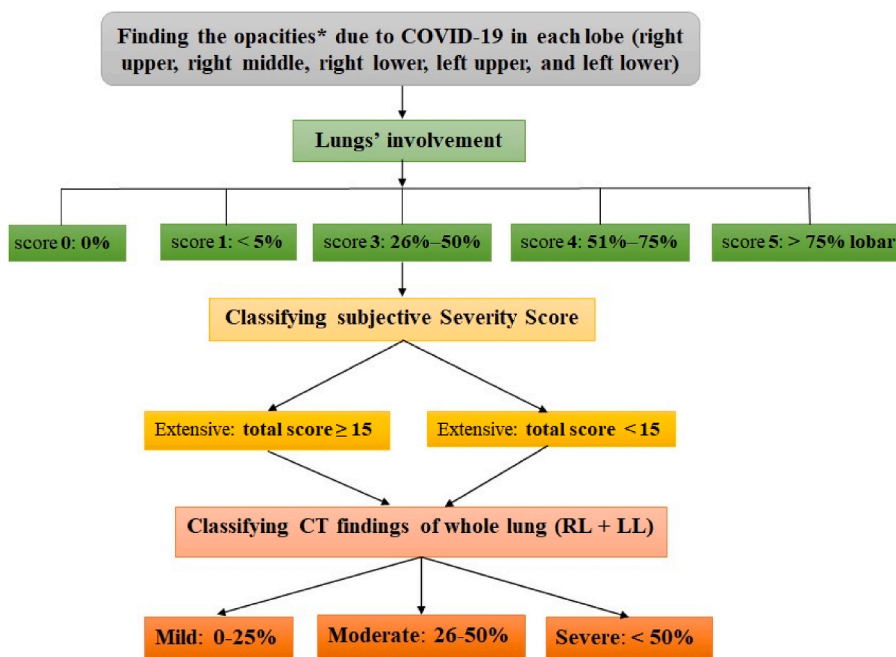 Finding the opacities* due to COVID-19 in each lobe (right
upper, right middle, right lower, left upper, and left lower)
Lungs’ involvement
score 0: 0%
score 1: < 5%
score 3: 26%–50%
score 4: 51%–75%
score 5: > 75% lobar
Classifying subjective Severity Score
Extensive: total score ≥ 15
Extensive: total score < 15
Classifying CT findings of whole lung (RL + LL)
Mild: 0-25%
Moderate: 26-50%
Severe: < 50%